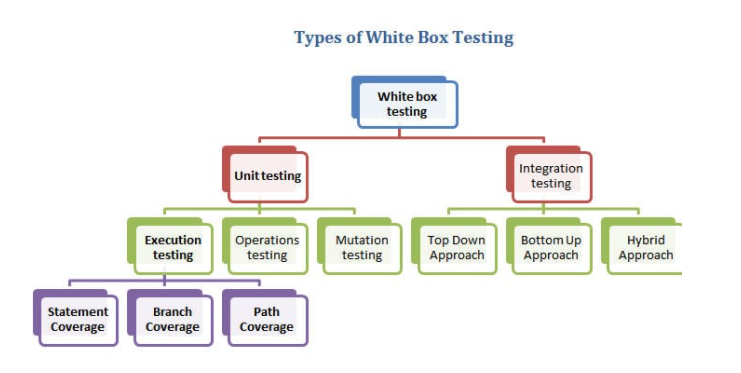 Types of White Box Testing
White box
testing
Unit testing
Integration
testing
Execution
testing
Operations
testing
Mutation
testing
Top Down
Approach
Bottom Up
Approach
Hybrid
Approach
Statement
Coverage
Branch
Coverage
Path
Coverage